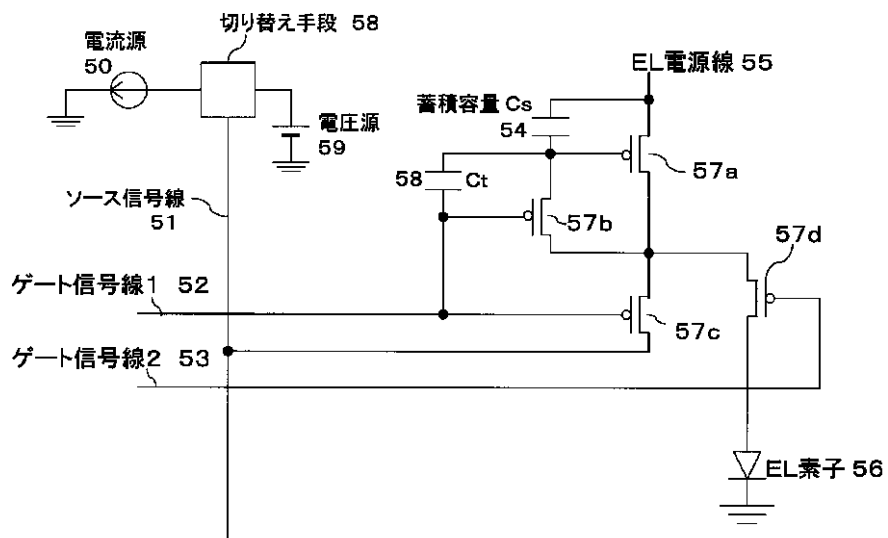 切り替え手段 58
電流源
50
EL電源線 55
蓄積容量 Cs
54
電圧源
59
57a
58 Ct
ソース信号線
51
57b
57d
ゲート信号線1 52
57c
ゲート信号線2 53
EL素子 56